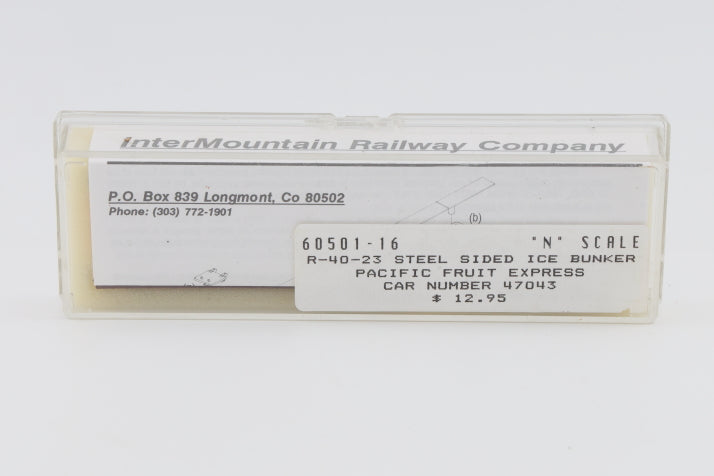 InterMountain Railway Company
P.O. Box 839 Longmont, Co 80502
Phone: (303) 772-1901
(b)
60501-16 "N" SCALE
R-40-23 STEEL SIDED ICE BUNKER
PACIFIC FRUIT EXPRESS
CAR NUMBER 47043
$ 12.95